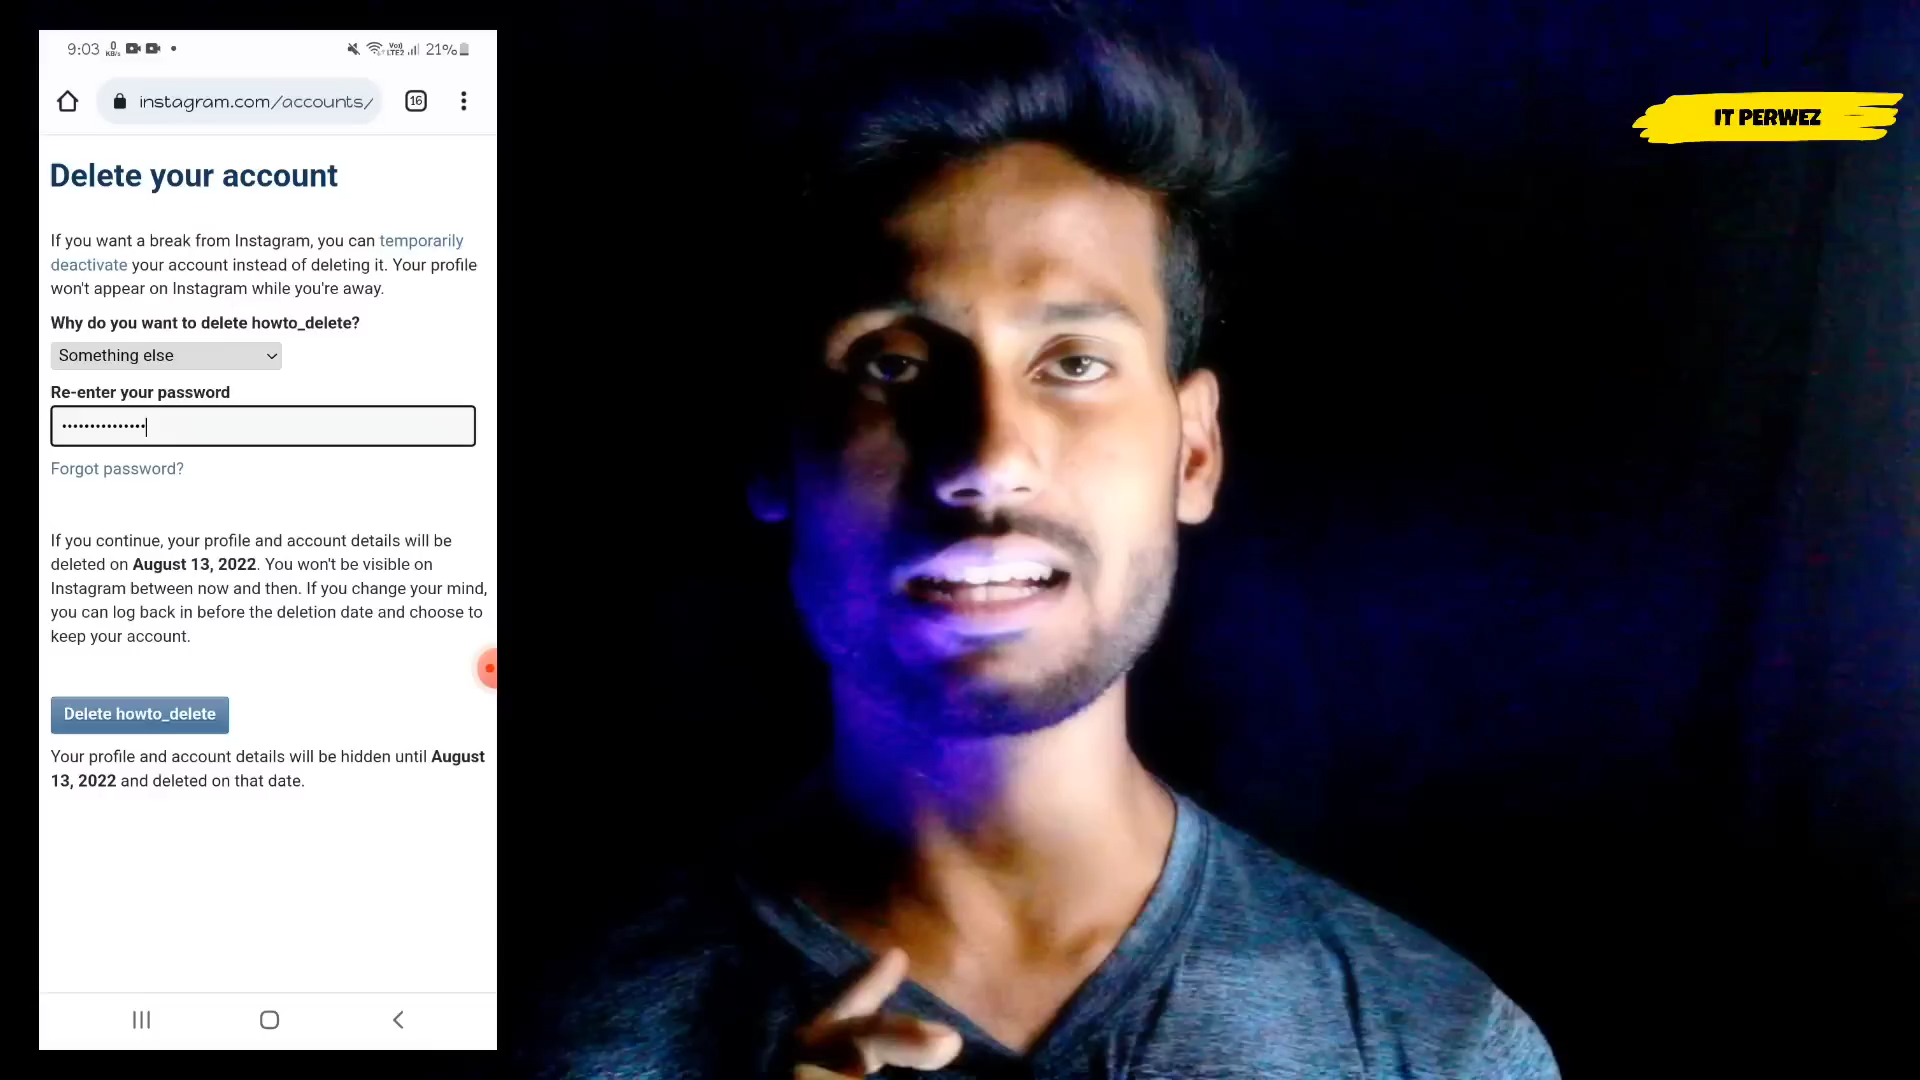 9:03 0 KB/s Vo) LTE2 21%
instagram.com/accounts/ 16
IT PERWEZ
Delete your account
If you want a break from Instagram, you can temporarily
deactivate your account instead of deleting it. Your profile
won't appear on Instagram while you're away.
Why do you want to delete howto_delete?
Something else
Re-enter your password
•••••••••••••••
Forgot password?
If you continue, your profile and account details will be
deleted on August 13, 2022. You won't be visible on
Instagram between now and then. If you change your mind,
you can log back in before the deletion date and choose to
keep your account.
Delete howto_delete
Your profile and account details will be hidden until August
13, 2022 and deleted on that date.